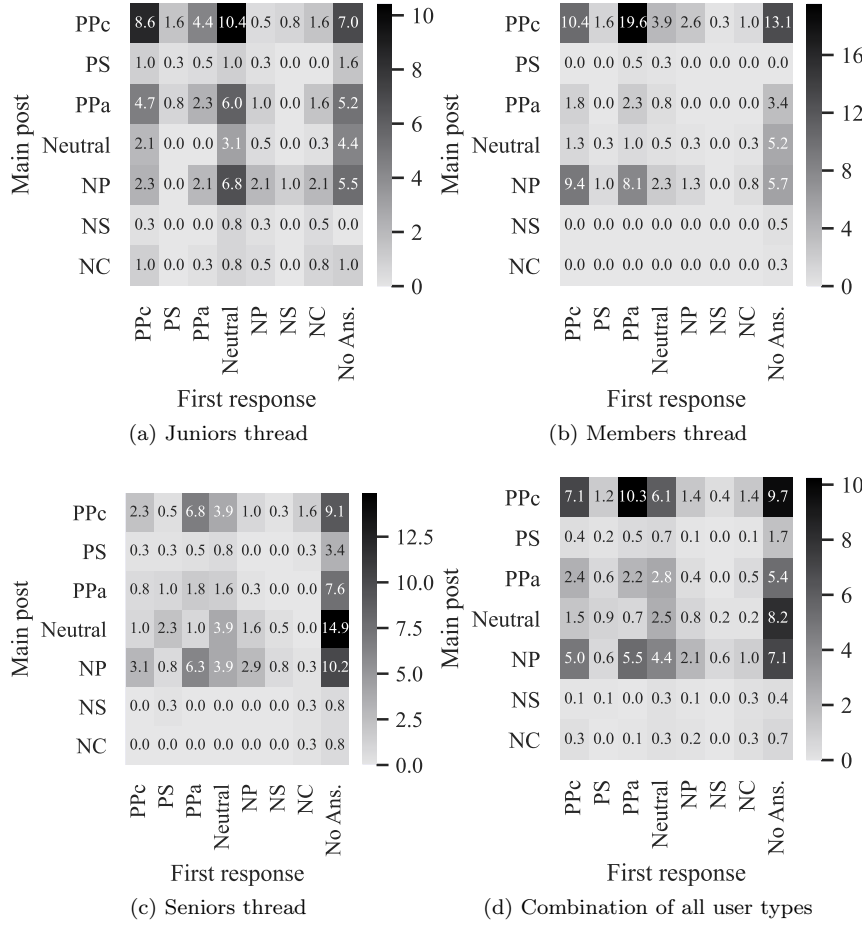 PPc 8.6 1.6 4.4 10.4 0.5 0.8 1.6 7.0
PS 1.0 0.3 0.5 1.0 0.3 0.0 0.0 1.6
PPa 4.7 0.8 2.3 6.0 1.0 0.0 1.6 5.2
Neutral 2.1 0.0 0.0 3.1 0.5 0.0 0.3 4.4
NP 2.3 0.0 2.1 6.8 2.1 1.0 2.1 5.5
NS 0.3 0.0 0.0 0.8 0.3 0.0 0.5 0.0
NC 1.0 0.0 0.3 0.8 0.5 0.0 0.8 1.0
Main post
PPc PS PPa Neutral NP NS NC No Ans.
First response
10
8
6
4
2
0
(a) Juniors thread
PPc 10.4 1.6 19.6 3.9 2.6 0.3 1.0 13.1
PS 0.0 0.0 0.5 0.3 0.0 0.0 0.0 0.0
PPa 1.8 0.0 2.3 0.8 0.0 0.0 0.0 3.4
Neutral 1.3 0.3 1.0 0.5 0.3 0.0 0.3 5.2
NP 9.4 1.0 8.1 2.3 1.3 0.0 0.8 5.7
NS 0.0 0.0 0.0 0.0 0.0 0.0 0.0 0.5
NC 0.0 0.0 0.0 0.0 0.0 0.0 0.0 0.3
Main post
PPc PS PPa Neutral NP NS NC No Ans.
First response
16
12
8
4
0
(b) Members thread
PPc 2.3 0.5 6.8 3.9 1.0 0.3 1.6 9.1
PS 0.3 0.3 0.5 0.8 0.0 0.0 0.3 3.4
PPa 0.8 1.0 1.8 1.6 0.3 0.0 0.0 7.6
Neutral 1.0 2.3 1.0 3.9 1.6 0.5 0.0 14.9
NP 3.1 0.8 6.3 3.9 2.9 0.8 0.3 10.2
NS 0.0 0.3 0.0 0.0 0.0 0.0 0.3 0.8
NC 0.0 0.0 0.0 0.0 0.0 0.0 0.3 0.8
Main post
PPc PS PPa Neutral NP NS NC No Ans.
First response
12.5
10.0
7.5
5.0
2.5
0.0
(c) Seniors thread
PPc 7.1 1.2 10.3 6.1 1.4 0.4 1.4 9.7
PS 0.4 0.2 0.5 0.7 0.1 0.0 0.1 1.7
PPa 2.4 0.6 2.2 2.8 0.4 0.0 0.5 5.4
Neutral 1.5 0.9 0.7 2.5 0.8 0.2 0.2 8.2
NP 5.0 0.6 5.5 4.4 2.1 0.6 1.0 7.1
NS 0.1 0.1 0.0 0.3 0.1 0.0 0.3 0.4
NC 0.3 0.0 0.1 0.3 0.2 0.0 0.3 0.7
Main post
PPc PS PPa Neutral NP NS NC No Ans.
First response
10
8
6
4
2
0
(d) Combination of all user types